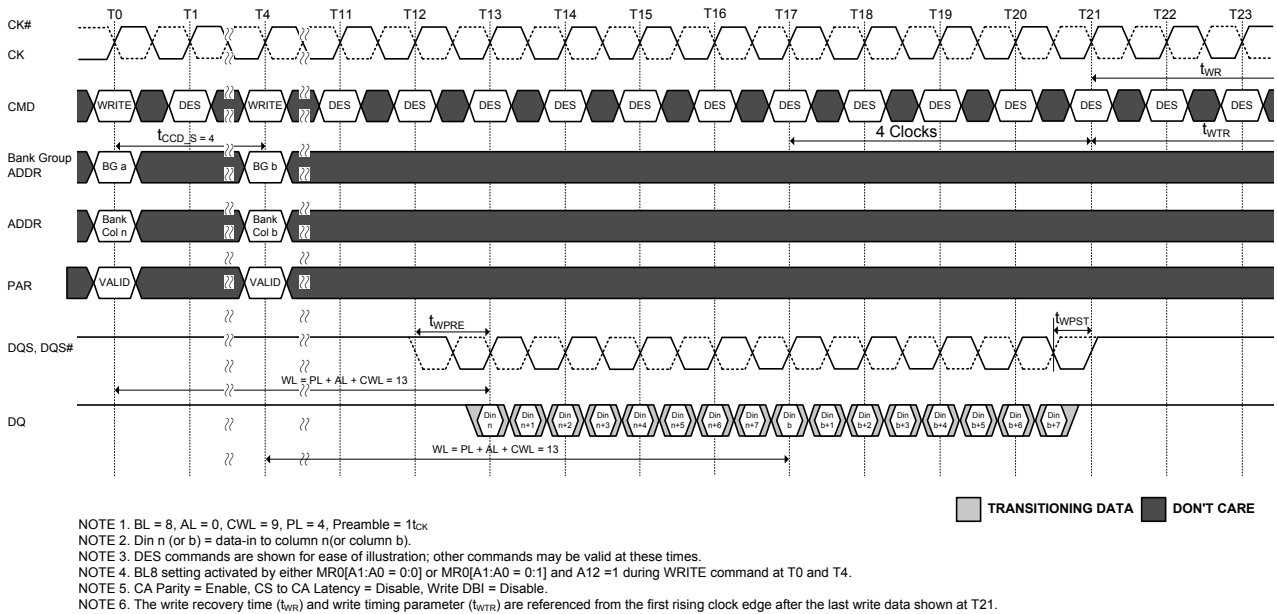 T0 T1 T4 T11 T12 T13 T14 T15 T16 T17 T18 T19 T20 T21 T22 T23
CK#
CK
tWR
CMD WRITE DES WRITE DES DES DES DES DES DES DES DES DES DES DES DES DES
tCCD_S = 4
4 Clocks
tWTR
Bank Group
ADDR
BG a BG b
ADDR
Bank
Col n
Bank
Col b
PAR VALID VALID
tWPRE
tWPST
DQS, DQS#
WL = PL + AL + CWL = 13
DQ
Din
n
Din
n+1
Din
n+2
Din
n+3
Din
n+4
Din
n+5
Din
n+6
Din
n+7
Din
b
Din
b+1
Din
b+2
Din
b+3
Din
b+4
Din
b+5
Din
b+6
Din
b+7
WL = PL + AL + CWL = 13
TRANSITIONING DATA DON'T CARE
NOTE 1. BL = 8, AL = 0, CWL = 9, PL = 4, Preamble = 1tCK
NOTE 2. Din n (or b) = data-in to column n(or column b).
NOTE 3. DES commands are shown for ease of illustration; other commands may be valid at these times.
NOTE 4. BL8 setting activated by either MR0[A1:A0 = 0:0] or MR0[A1:A0 = 0:1] and A12 =1 during WRITE command at T0 and T4.
NOTE 5. CA Parity = Enable, CS to CA Latency = Disable, Write DBI = Disable.
NOTE 6. The write recovery time (tWR) and write timing parameter (tWTR) are referenced from the first rising clock edge after the last write data shown at T21.